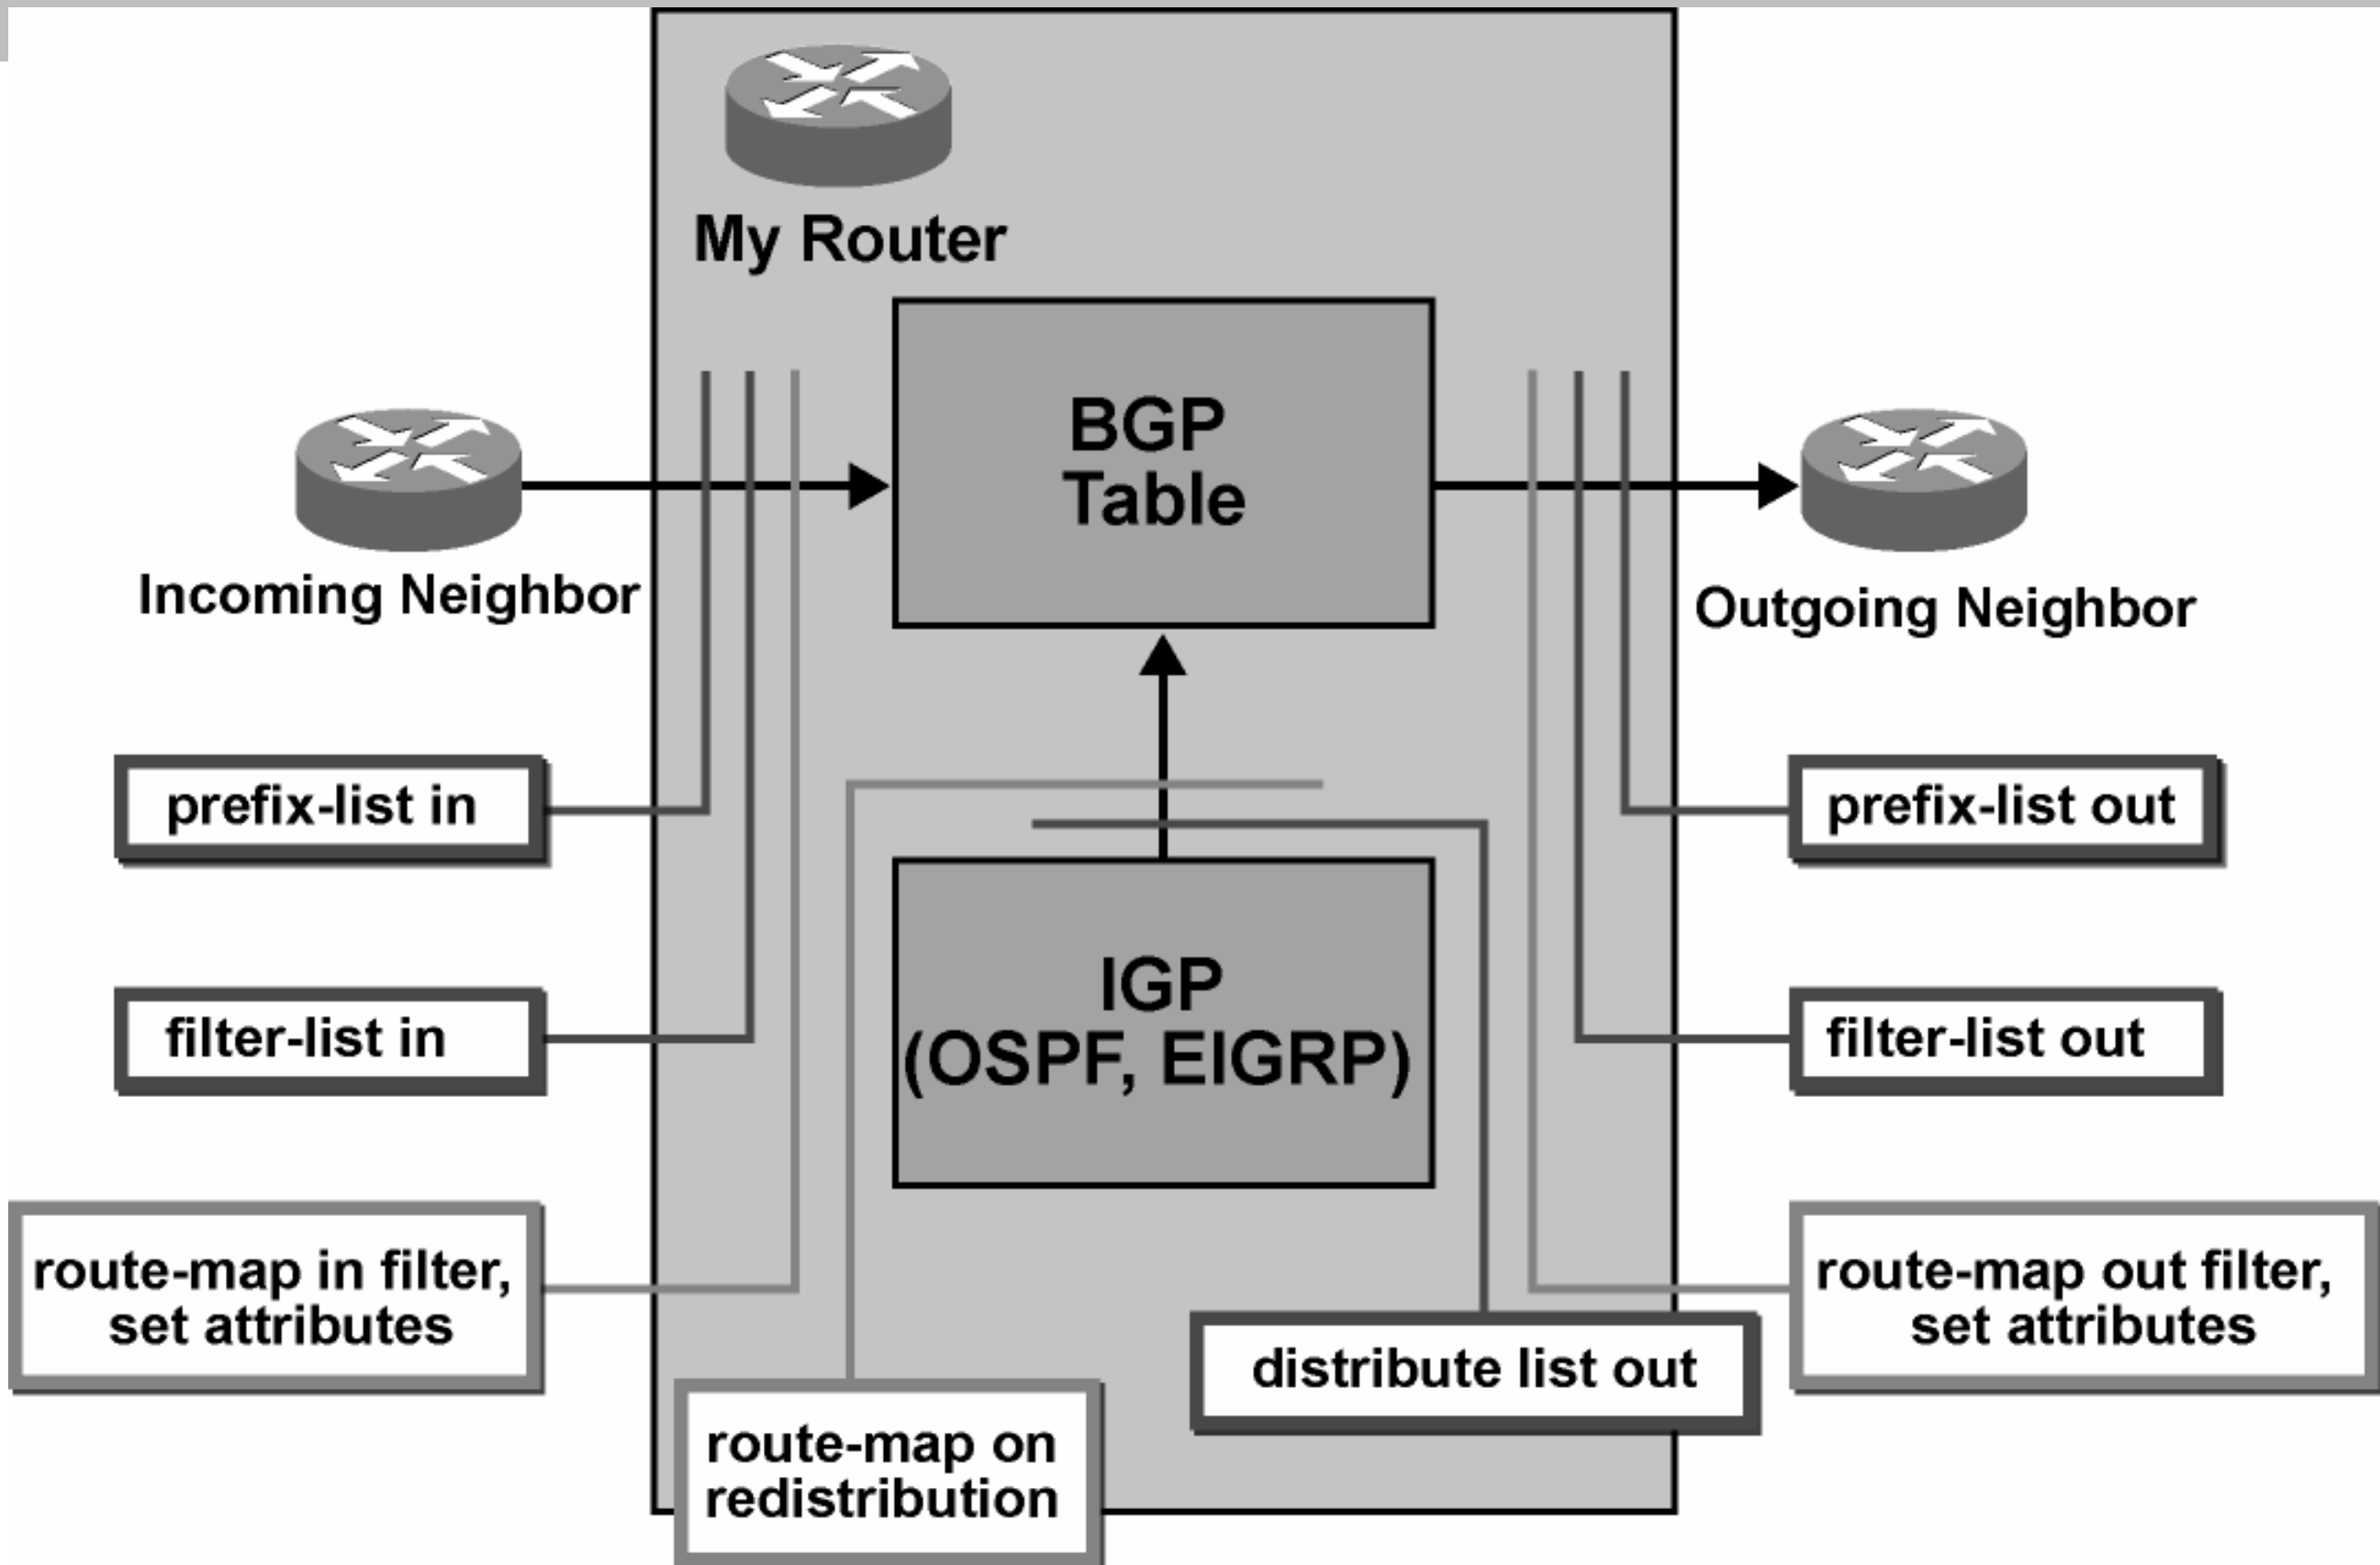 My Router
BGP
Table
Incoming Neighbor
Outgoing Neighbor
prefix-list in
prefix-list out
IGP
(OSPF, EIGRP)
filter-list in
filter-list out
route-map in filter,
set attributes
route-map out filter,
set attributes
distribute list out
route-map on
redistribution